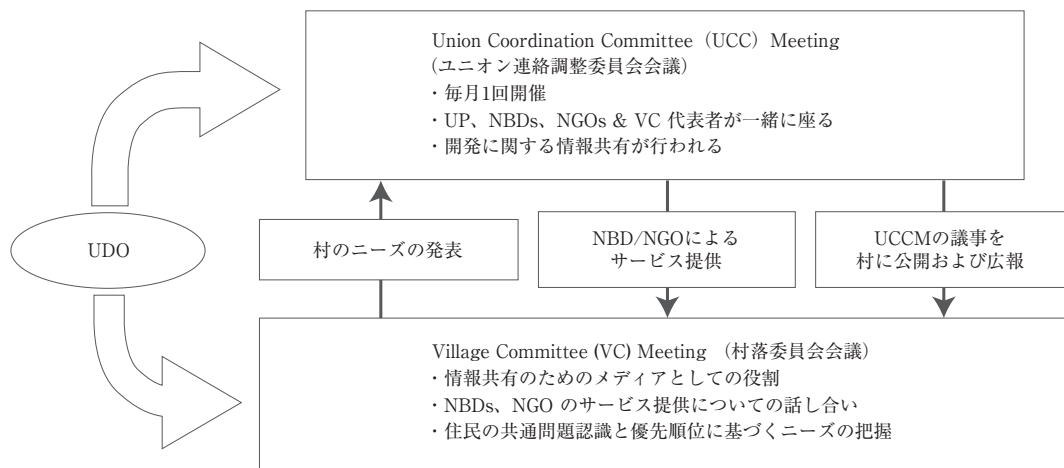 Union Coordination Committee（UCC）Meeting
(ユニオン連絡調整委員会会議）
・毎月1回開催
・UP、NBDs、NGOs & VC 代表者が一緒に座る
・開発に関する情報共有が行われる
UDO
村のニーズの発表
NBD/NGOによる
サービス提供
UCCMの議事を
村に公開および広報
Village Committee (VC) Meeting （村落委員会会議）
・情報共有のためのメディアとしての役割
・NBDs、NGO のサービス提供についての話し合い
・住民の共通問題認識と優先順位に基づくニーズの把握